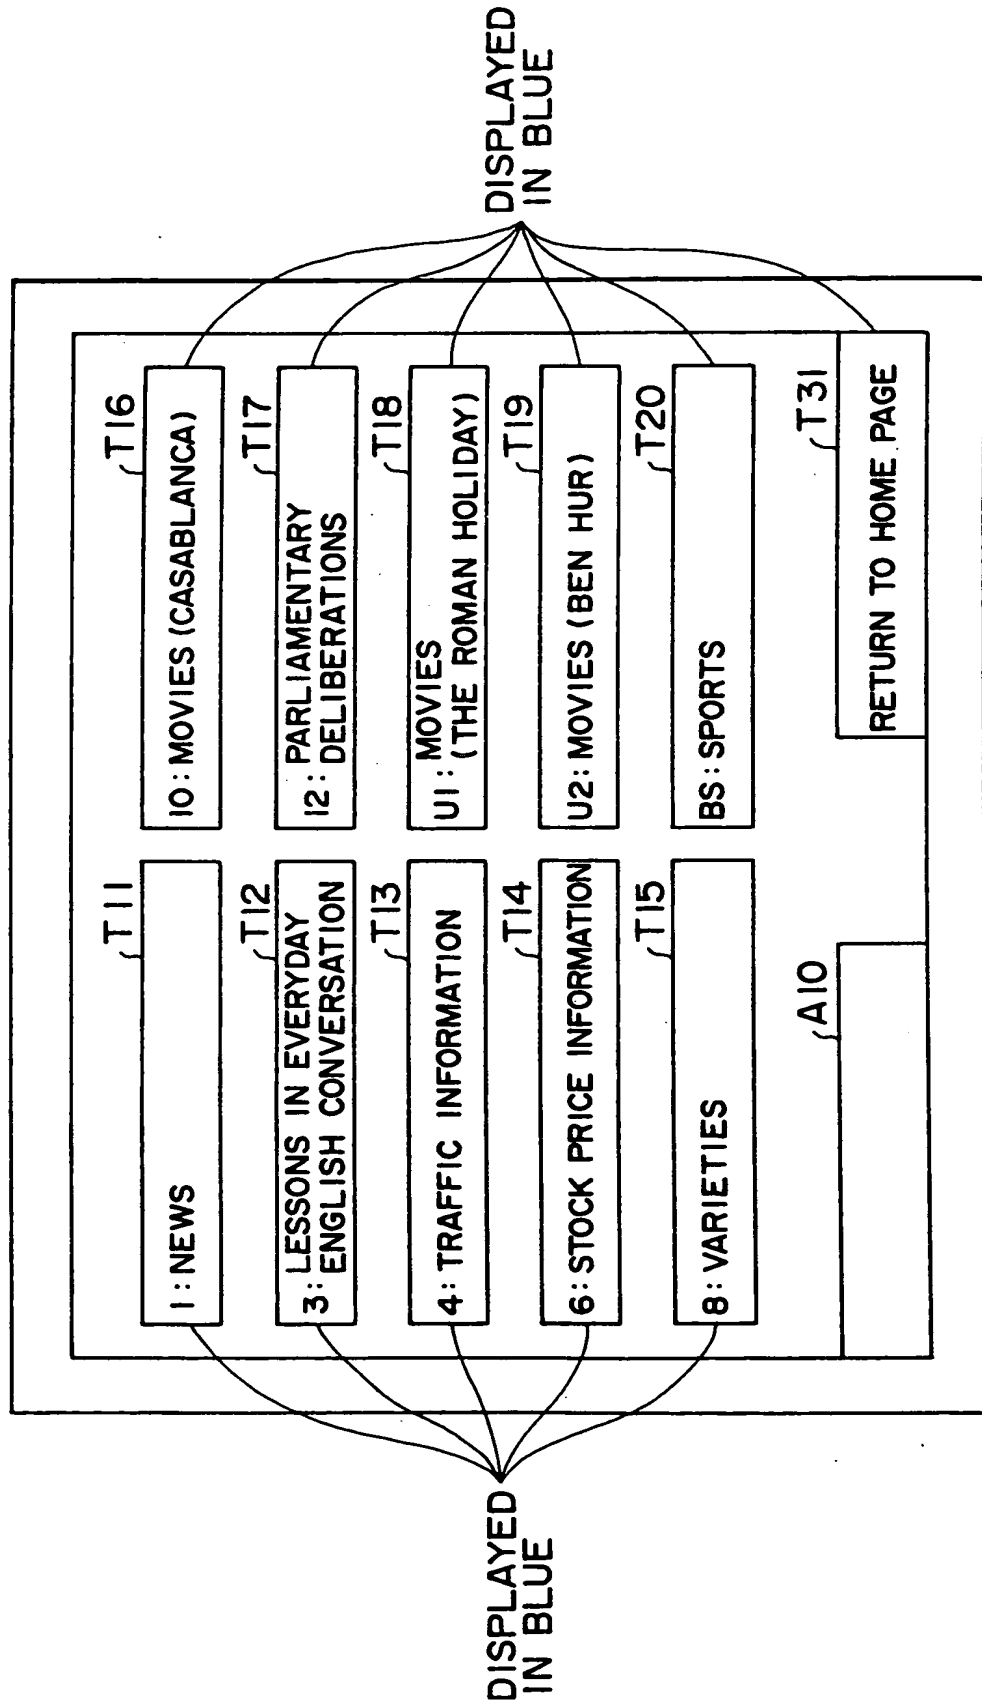 DISPLAYED
IN BLUE
T11
1: NEWS
T12
3: LESSONS IN EVERYDAY
ENGLISH CONVERSATION
T13
4: TRAFFIC INFORMATION
T14
6: STOCK PRICE INFORMATION
T15
8: VARIETIES
A10
T16
10: MOVIES (CASABLANCA)
T17
12: PARLIAMENTARY
DELIBERATIONS
T18
U1: MOVIES
(THE ROMAN HOLIDAY)
T19
U2: MOVIES (BEN HUR)
T20
BS: SPORTS
T31
RETURN TO HOME PAGE
DISPLAYED
IN BLUE